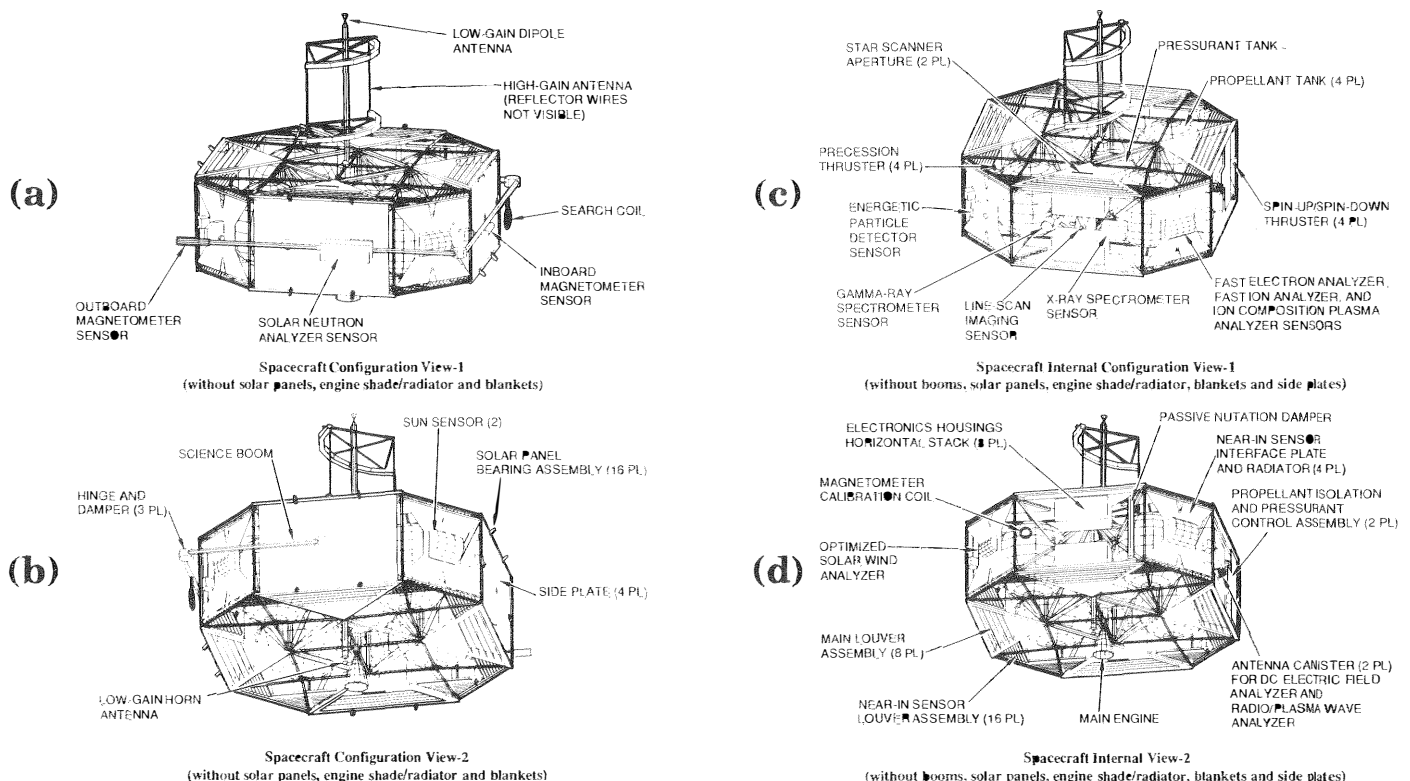 (a)
LOW-GAIN DIPOLE
ANTENNA
HIGH-GAIN ANTENNA
(REFLECTOR WIRES
NOT VISIBLE)
SEARCH COIL
INBOARD
MAGNETOMETER
SENSOR
OUTBOARD
MAGNETOMETER
SENSOR
SOLAR NEUTRON
ANALYZER SENSOR
Spacecraft Configuration View-1
(without solar panels, engine shade/radiator and blankets)
(c)
STAR SCANNER
APERTURE (2 PL)
PRESSURANT TANK
PROPELLANT TANK (4 PL)
PRECESSION
THRUSTER (4 PL)
ENERGETIC
PARTICLE
DETECTOR
SENSOR
SPIN-UP/SPIN-DOWN
THRUSTER (4 PL)
GAMMA-RAY
SPECTROMETER
SENSOR
LINE-SCAN
IMAGING
SENSOR
X-RAY SPECTROMETER
SENSOR
FAST ELECTRON ANALYZER,
FAST ION ANALYZER, AND
ION COMPOSITION PLASMA
ANALYZER SENSORS
Spacecraft Internal Configuration View-1
(without booms, solar panels, engine shade/radiator, blankets and side plates)
(b)
SUN SENSOR (2)
SCIENCE BOOM
SOLAR PANEL
BEARING ASSEMBLY (16 PL)
HINGE AND
DAMPER (3 PL)
SIDE PLATE (4 PL)
LOW-GAIN HORN
ANTENNA
Spacecraft Configuration View-2
(without solar panels, engine shade/radiator and blankets)
(d)
ELECTRONICS HOUSINGS
HORIZONTAL STACK (8 PL)
PASSIVE NUTATION DAMPER
NEAR-IN SENSOR
INTERFACE PLATE
AND RADIATOR (4 PL)
MAGNETOMETER
CALIBRATION COIL
PROPELLANT ISOLATION
AND PRESSURANT
CONTROL ASSEMBLY (2 PL)
OPTIMIZED
SOLAR WIND
ANALYZER
MAIN LOUVER
ASSEMBLY (8 PL)
NEAR-IN SENSOR
LOUVER ASSEMBLY (16 PL)
MAIN ENGINE
ANTENNA CANISTER (2 PL)
FOR DC ELECTRIC FIELD
ANALYZER AND
RADIO/PLASMA WAVE
ANALYZER
Spacecraft Internal View-2
(without booms, solar panels, engine shade/radiator, blankets and side plates)